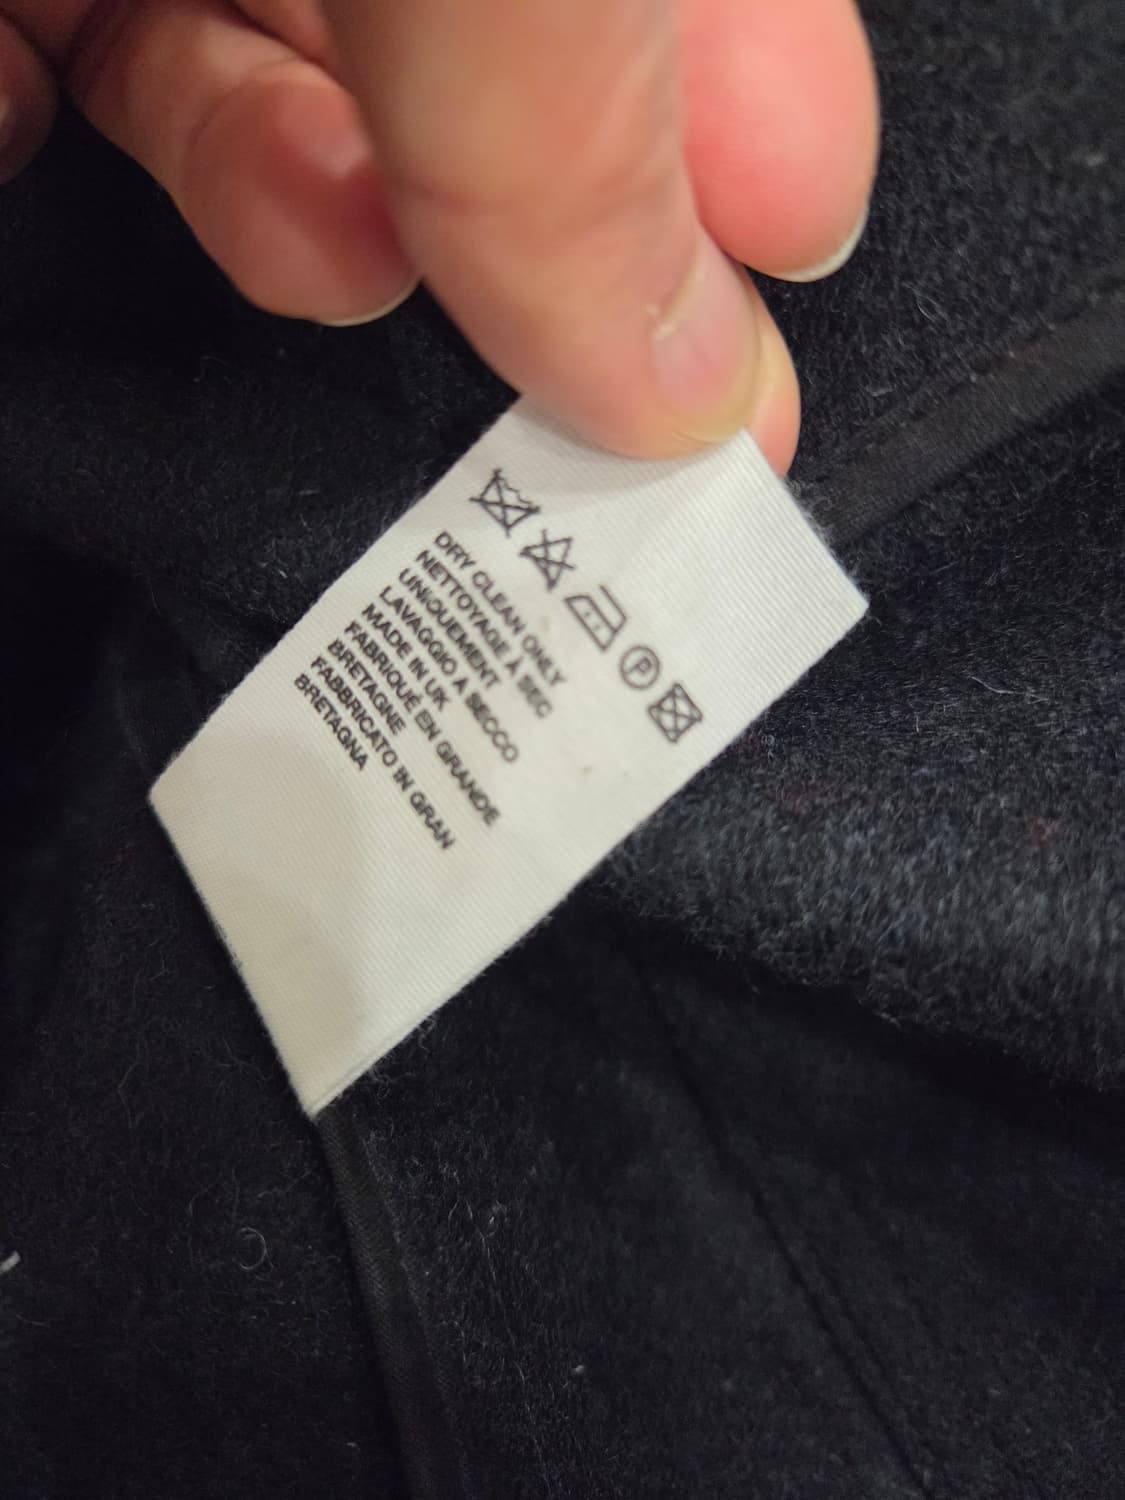 P
DRY CLEAN ONLY
NETTOYAGE À SEC
UNIQUEMENT
LAVAGGIO A SECCO
MADE IN UK
FABRIQUÉ EN GRANDE
BRETAGNE
FABBRICATO IN GRAN
BRETAGNA